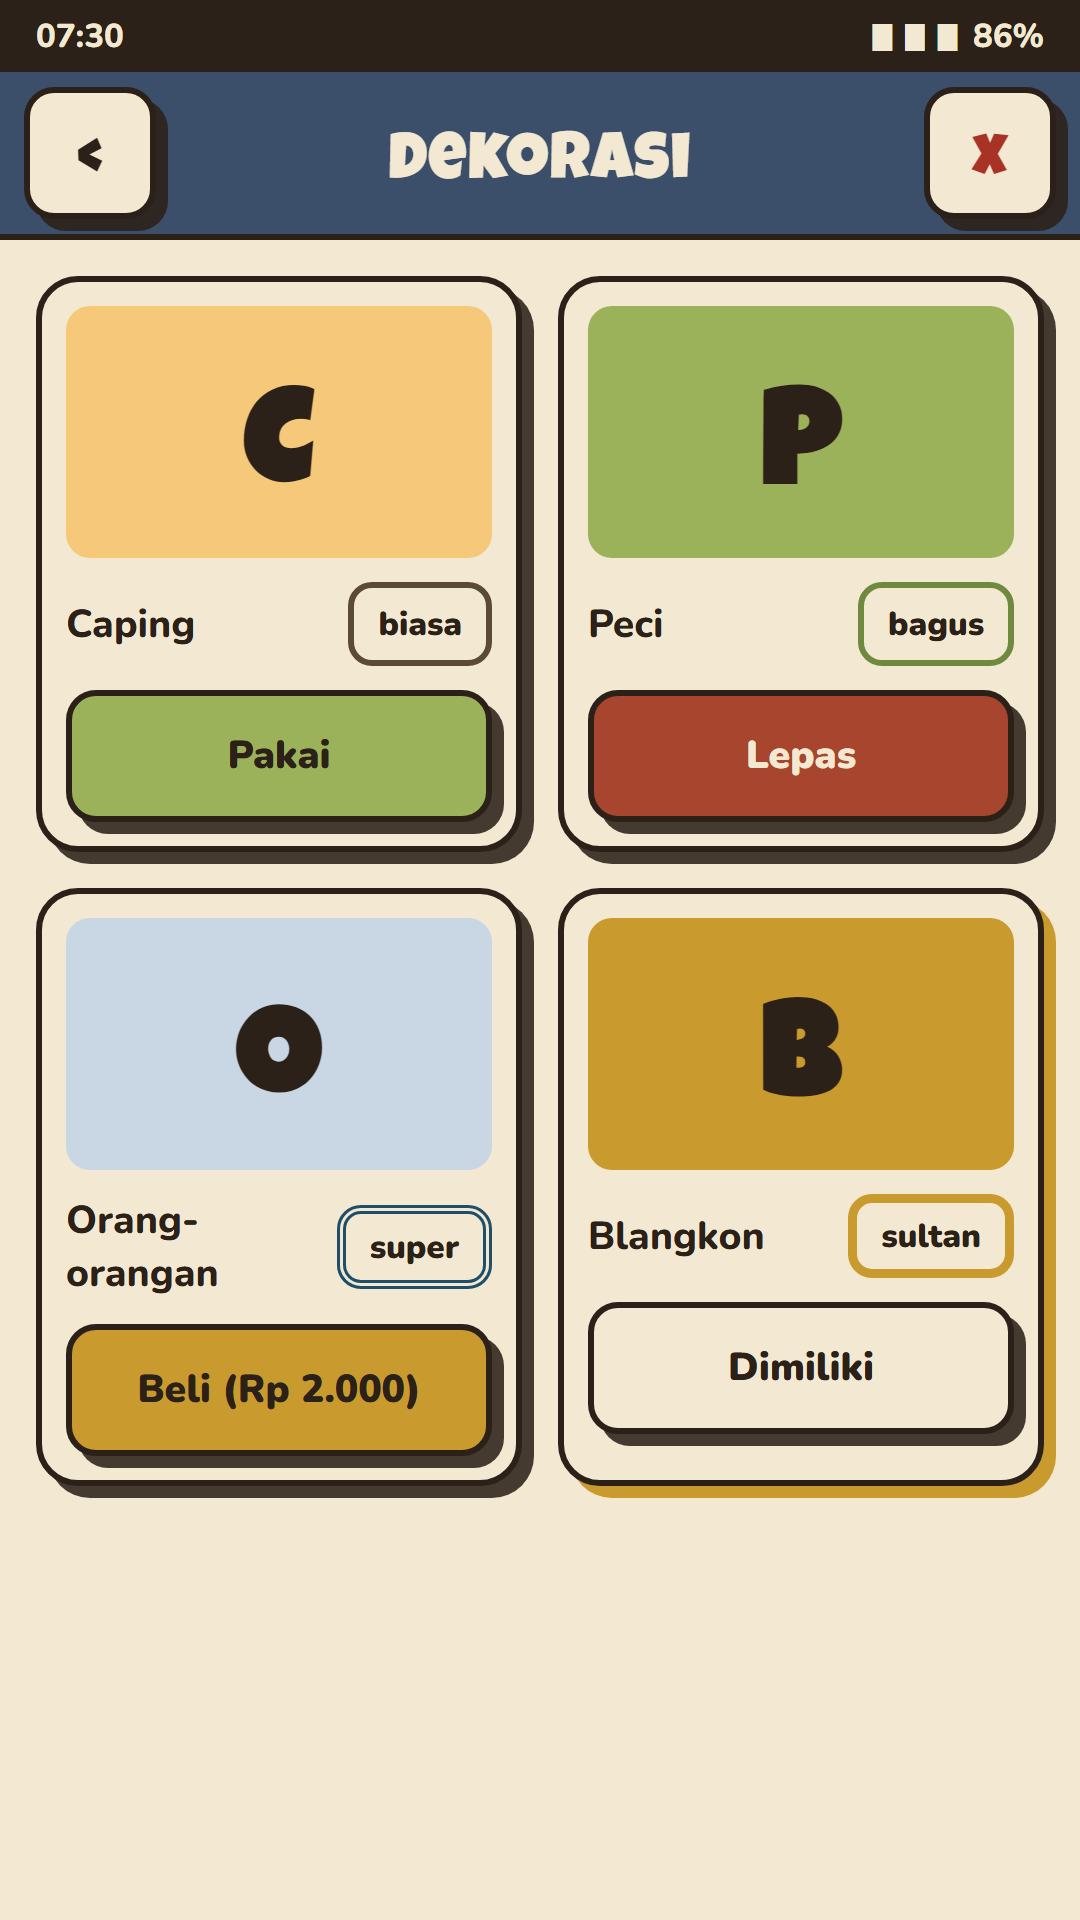 07:30
86%
<
DeKORASI
X
C
P
Caping
biasa
Peci
bagus
Pakai
Lepas
O
B
Orang-
orangan
super
Blangkon
sultan
Beli (Rp 2.000)
Dimiliki